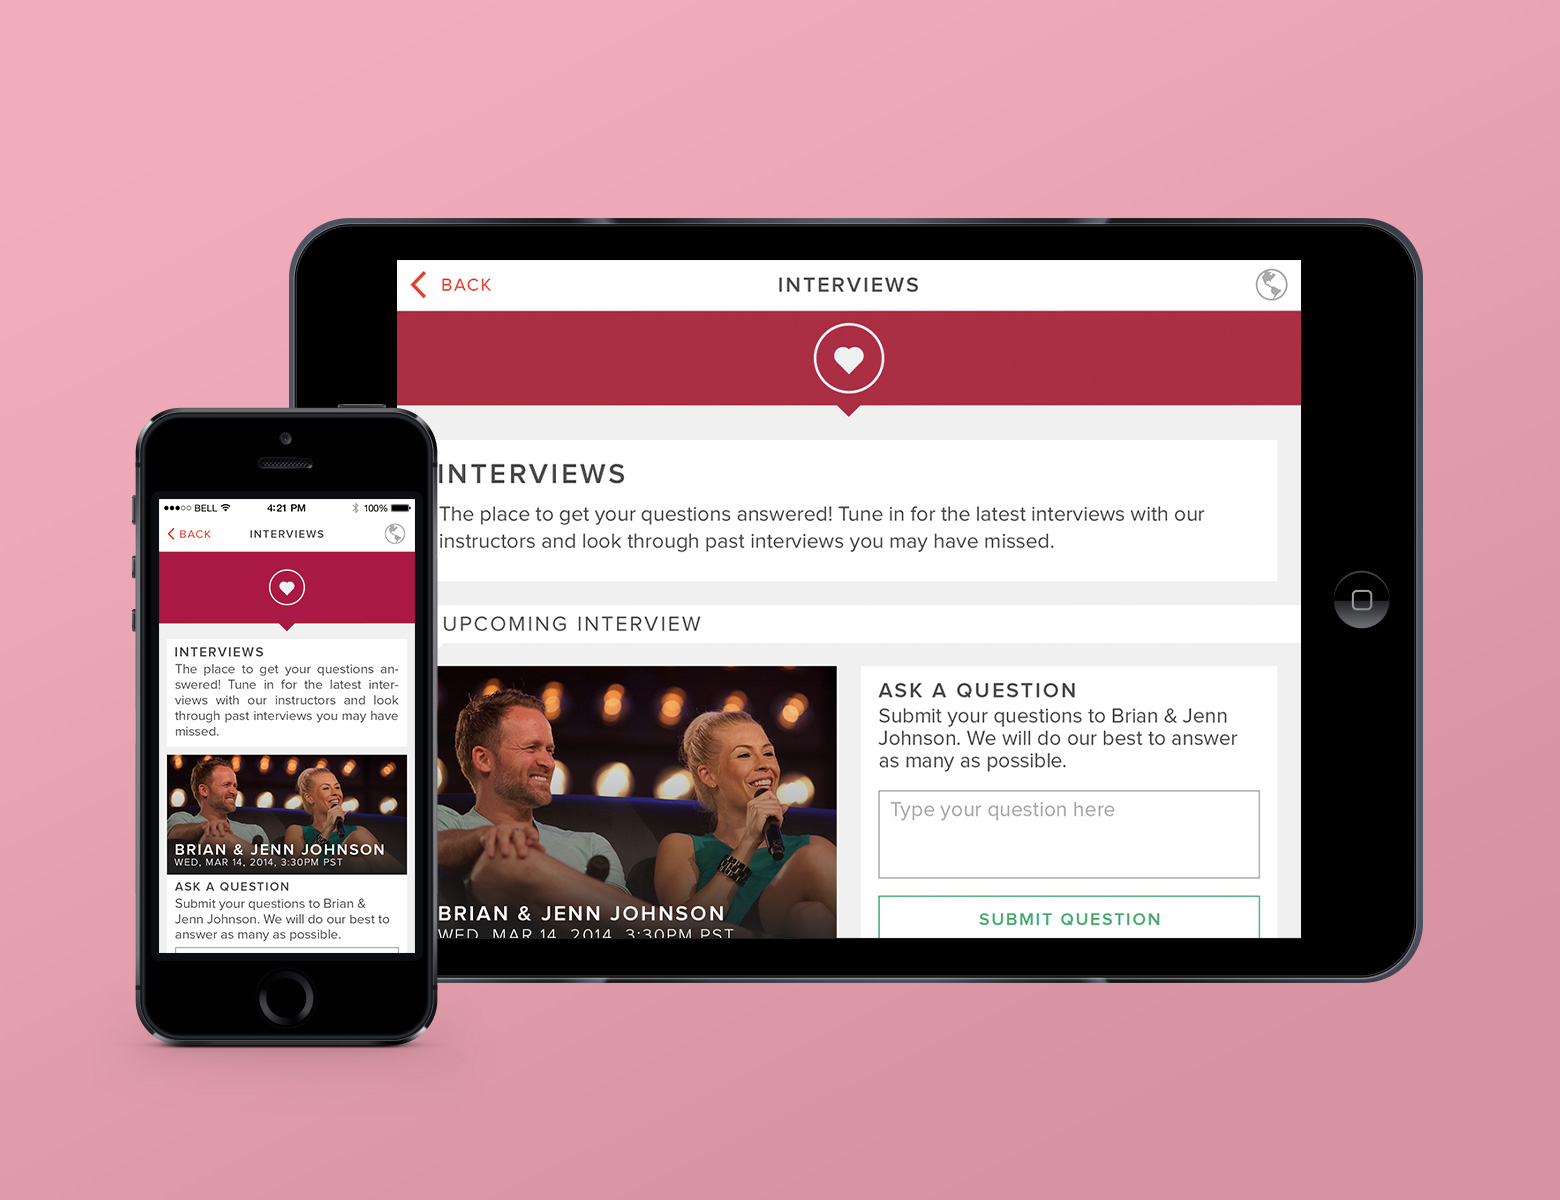 BACK
INTERVIEWS
INTERVIEWS
The place to get your questions answered! Tune in for the latest interviews with our
instructors and look through past interviews you may have missed.
UPCOMING INTERVIEW
BRIAN & JENN JOHNSON
WED, MAR 14, 2014, 3:30PM PST
ASK A QUESTION
Submit your questions to Brian & Jenn
Johnson. We will do our best to answer
as many as possible.
Type your question here
SUBMIT QUESTION
BELL 4:21 PM 100%
BACK
INTERVIEWS
INTERVIEWS
The place to get your questions an-
swered! Tune in for the latest inter-
views with our instructors and look
through past interviews you may have
missed.
BRIAN & JENN JOHNSON
WED, MAR 14, 2014, 3:30PM PST
ASK A QUESTION
Submit your questions to Brian &
Jenn Johnson. We will do our best to
answer as many as possible.